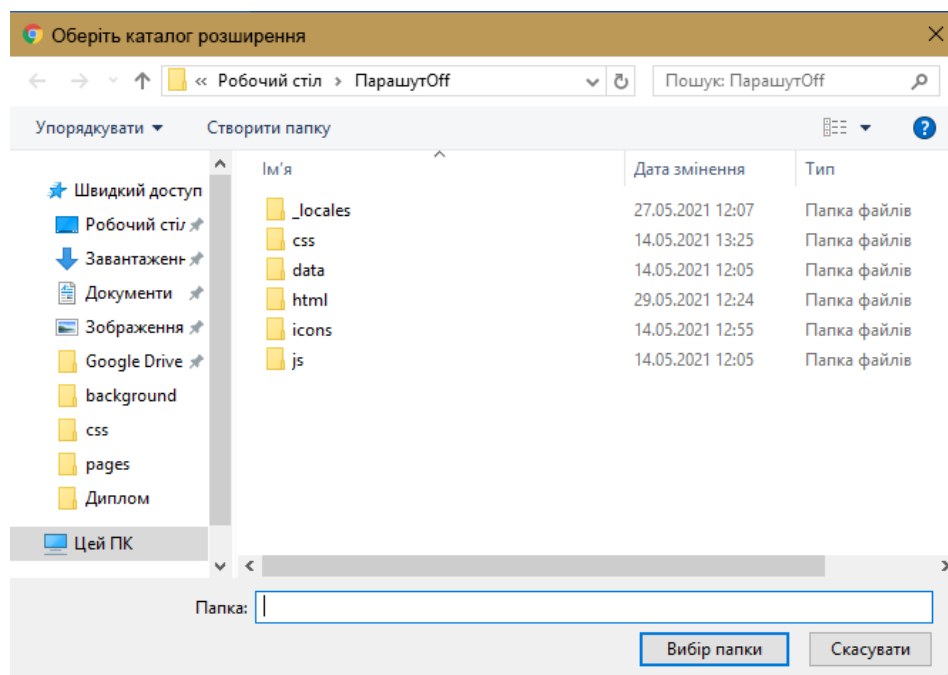 Оберіть каталог розширення
« Робочий стіл › ПарашутOff
Пошук: ПарашутOff
Упорядкувати
Створити папку
Ім'я Дата змінення Тип
Швидкий доступ
Робочий стіл
Завантажен
Документи
Зображення
Google Drive
background
css
pages
Диплом
Цей ПК
_locales 27.05.2021 12:07 Папка файлів
css 14.05.2021 13:25 Папка файлів
data 14.05.2021 12:05 Папка файлів
html 29.05.2021 12:24 Папка файлів
icons 14.05.2021 12:55 Папка файлів
js 14.05.2021 12:05 Папка файлів
Папка:
Вибір папки Скасувати